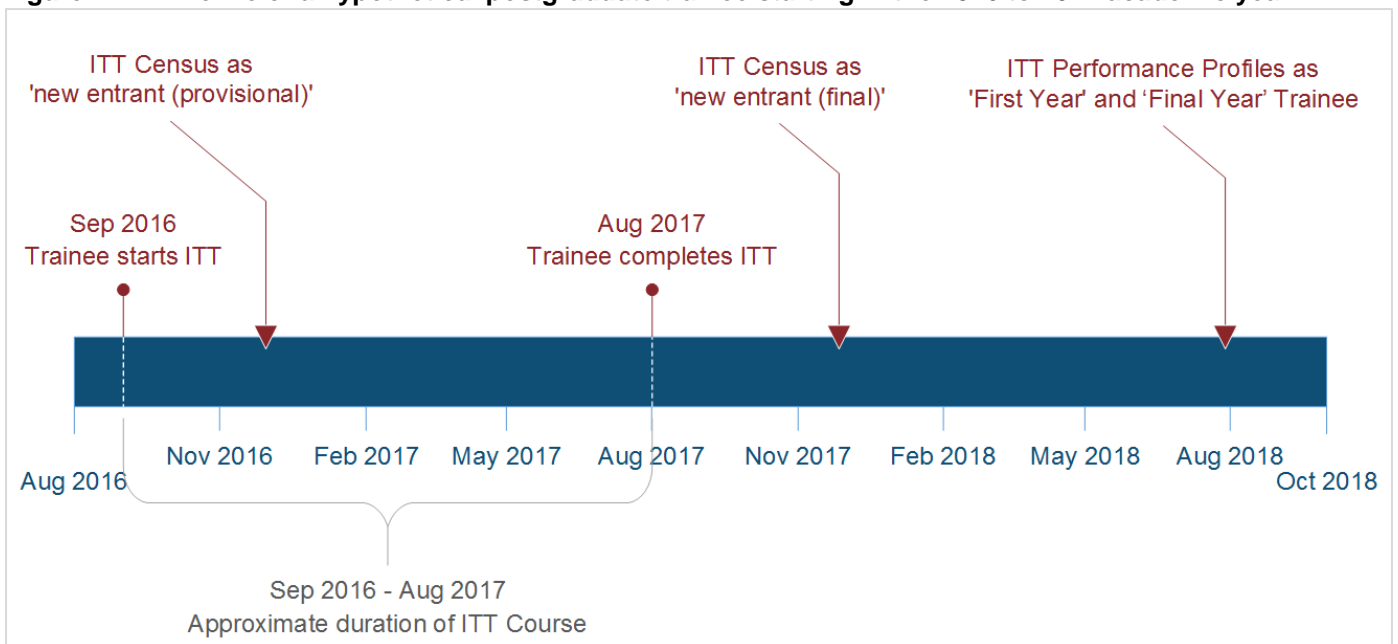 ITT Census as
'new entrant (provisional)'
ITT Census as
'new entrant (final)'
ITT Performance Profiles as
'First Year' and ‘Final Year’ Trainee
Sep 2016
Trainee starts ITT
Aug 2017
Trainee completes ITT
Nov 2016
Feb 2017
May 2017
Aug 2017
Nov 2017
Feb 2018
May 2018
Aug 2018
Aug 2016
Oct 2018
Sep 2016 - Aug 2017
Approximate duration of ITT Course